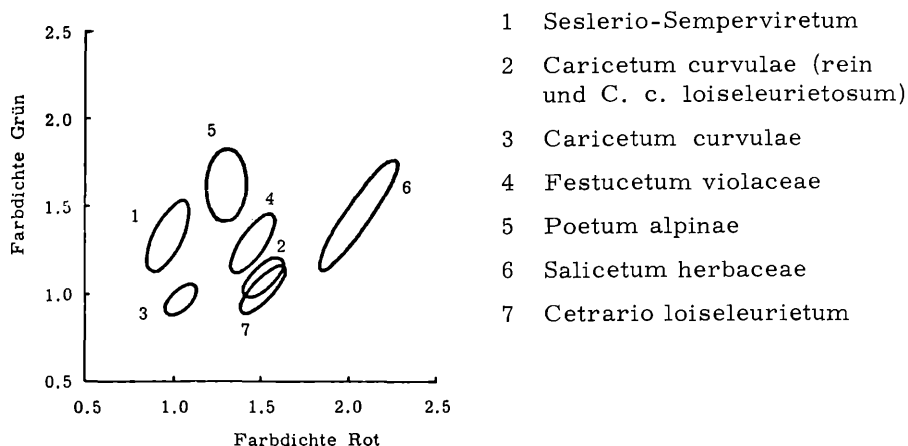 2.5
2.0
1.5
1.0
0.5
Farbdichte Grün
0.5 1.0 1.5 2.0 2.5
Farbdichte Rot
1
5
4
6
2
3
7
1 Seslerio-Semperviretum
2 Caricetum curvulae (rein
und C. c. loiseleurietosum)
3 Caricetum curvulae
4 Festucetum violaceae
5 Poetum alpinae
6 Salicetum herbaceae
7 Cetrario loiseleurietum